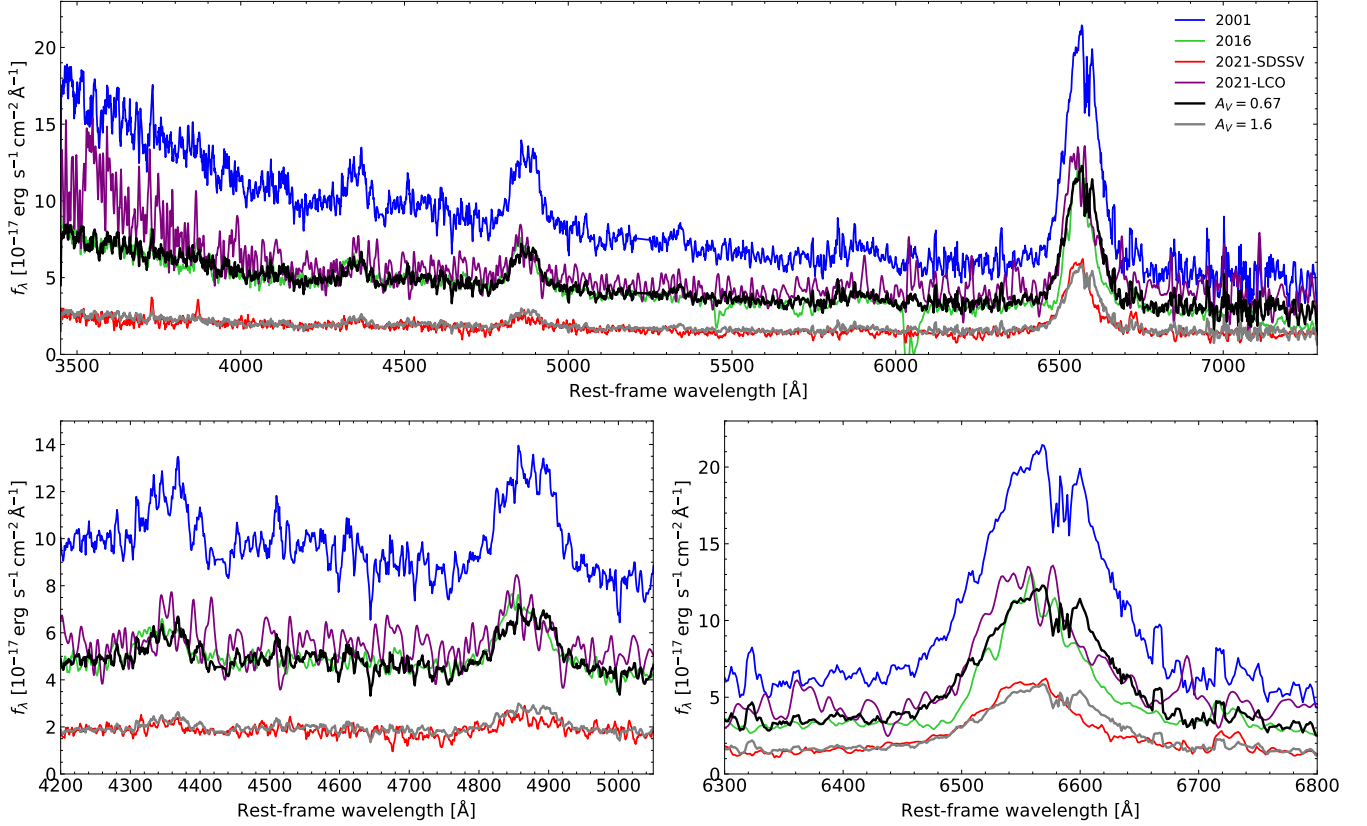 2001
2016
2021-SDSSV
2021-LCO
A_V = 0.67
A_V = 1.6
f_λ [10⁻¹⁷ erg s⁻¹ cm⁻² Å⁻¹]
20
15
10
5
0
3500 4000 4500 5000 5500 6000 6500 7000
Rest-frame wavelength [Å]
f_λ [10⁻¹⁷ erg s⁻¹ cm⁻² Å⁻¹]
14
12
10
8
6
4
2
0
4200 4300 4400 4500 4600 4700 4800 4900 5000
Rest-frame wavelength [Å]
f_λ [10⁻¹⁷ erg s⁻¹ cm⁻² Å⁻¹]
20
15
10
5
0
6300 6400 6500 6600 6700 6800
Rest-frame wavelength [Å]